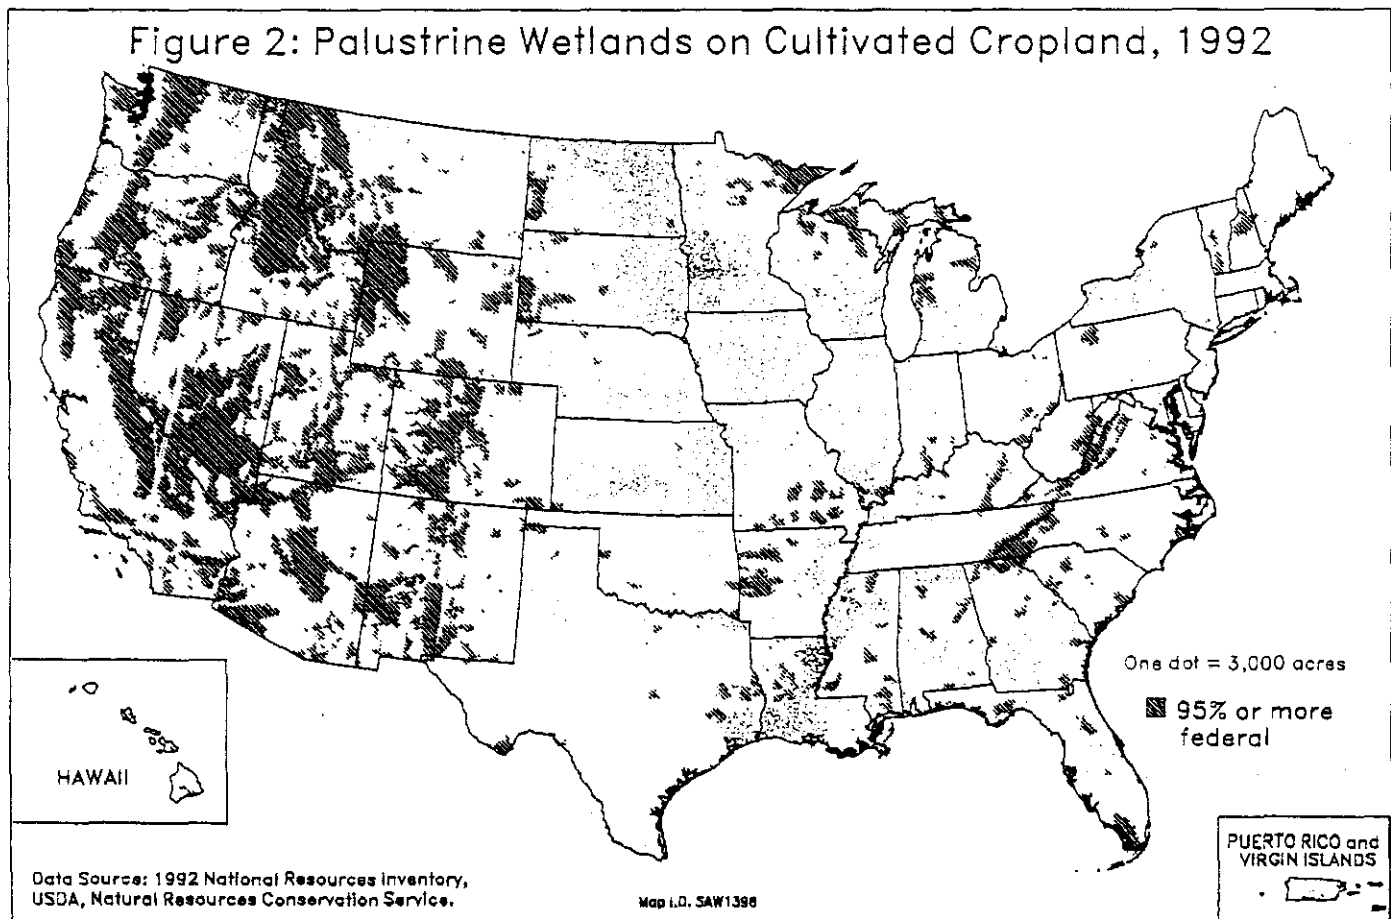 Figure 2: Palustrine Wetlands on Cultivated Cropland, 1992
One dot = 3,000 acres
95% or more
federal
HAWAII
PUERTO RICO and
VIRGIN ISLANDS
Data Source: 1992 National Resources Inventory,
USDA, Natural Resources Conservation Service.
Map I.D. SAW1398